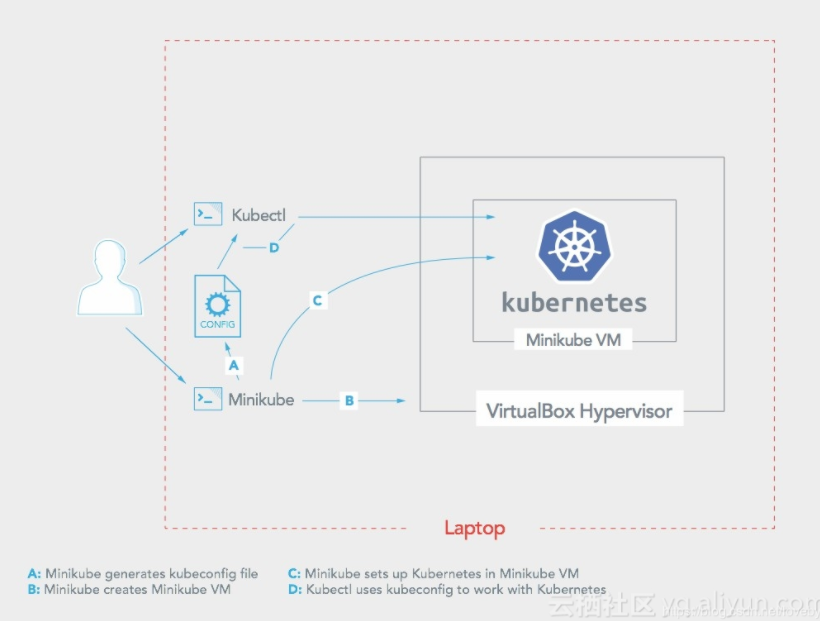 Kubectl
D
C
CONFIG
kubernetes
Minikube VM
A
Minikube
B
VirtualBox Hypervisor
Laptop
A: Minikube generates kubeconfig file
B: Minikube creates Minikube VM
C: Minikube sets up Kubernetes in Minikube VM
D: Kubectl uses kubeconfig to work with Kubernetes
云栖社区 yq.aliyun.com